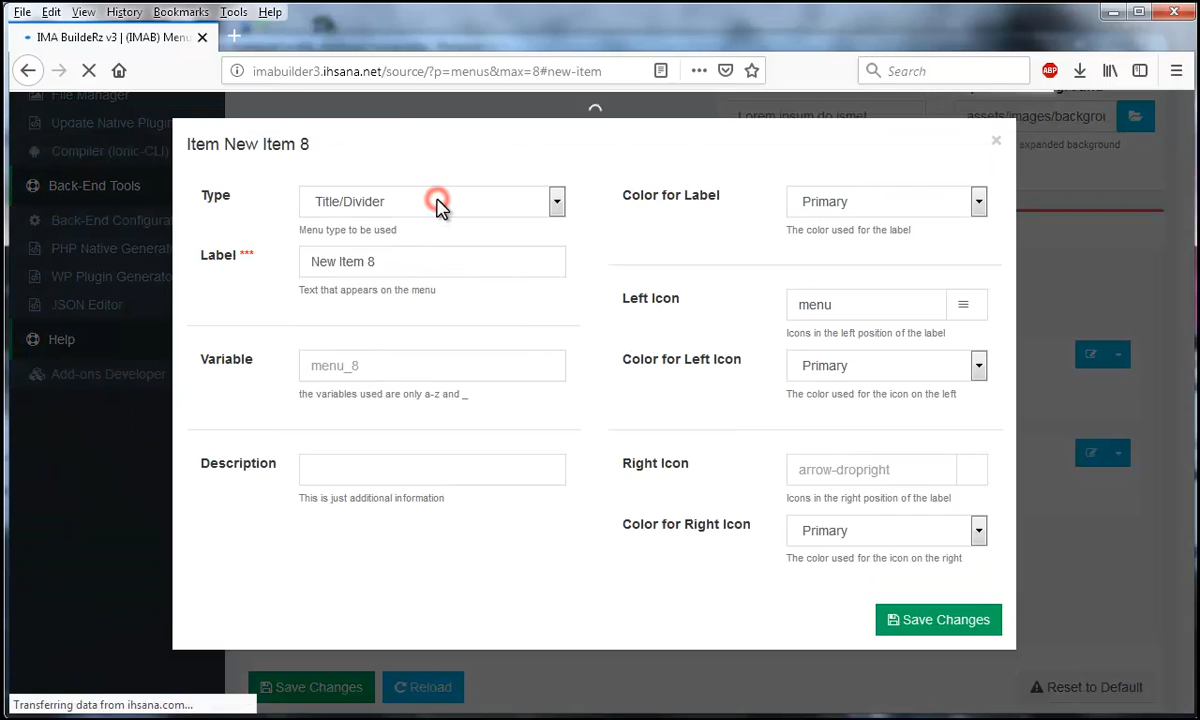 File Edit View History Bookmarks Tools Help
IMA BuildeRz v3 | (IMAB) Menu
imabuilder3.ihsana.net/source/?p=menus&max=8#new-item
Search
ABP
File Manager
Update Native Plugin
Compiler (Ionic-CLI)
Back-End Tools
Back-End Configura
PHP Native Generat
WP Plugin Generato
JSON Editor
Help
Add-ons Developer
Lorem ipsum do ismet
assets/images/backgrou
expanded background
Item New Item 8
×
Type
Title/Divider
Menu type to be used
Label ***
New Item 8
Text that appears on the menu
Variable
menu_8
the variables used are only a-z and _
Description
This is just additional information
Color for Label
Primary
The color used for the label
Left Icon
menu
Icons in the left position of the label
Color for Left Icon
Primary
The color used for the icon on the left
Right Icon
arrow-dropright
Icons in the right position of the label
Color for Right Icon
Primary
The color used for the icon on the right
Save Changes
Save Changes
Reload
Reset to Default
Transferring data from ihsana.com...